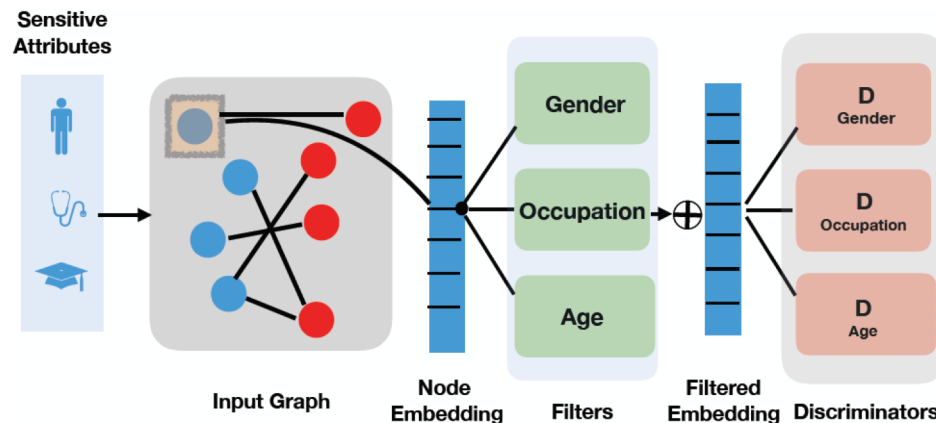 Sensitive
Attributes
Gender
Occupation
Age
D
Gender
D
Occupation
D
Age
Input Graph
Node
Embedding
Filters
Filtered
Embedding
Discriminators